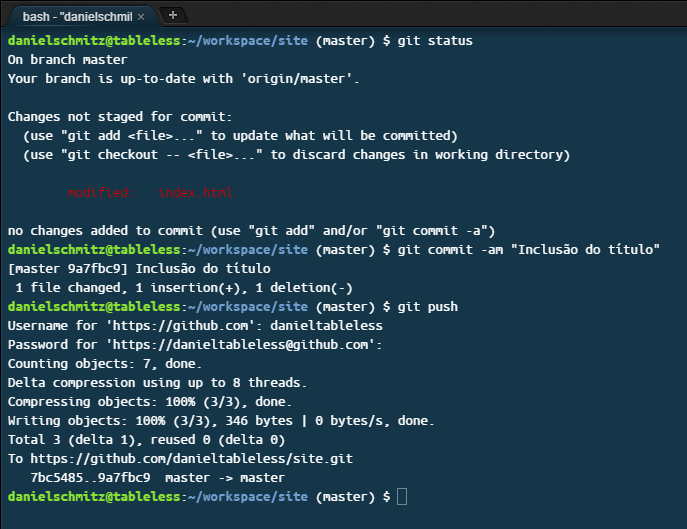 bash - "danielschmit × +
danielschmitz@tableless:~/workspace/site (master) $ git status
On branch master
Your branch is up-to-date with 'origin/master'.
Changes not staged for commit:
  (use "git add <file>..." to update what will be committed)
  (use "git checkout -- <file>..." to discard changes in working directory)
        modified:   index.html
no changes added to commit (use "git add" and/or "git commit -a")
danielschmitz@tableless:~/workspace/site (master) $ git commit -am "Inclusão do título"
[master 9a7fbc9] Inclusão do título
 1 file changed, 1 insertion(+), 1 deletion(-)
danielschmitz@tableless:~/workspace/site (master) $ git push
Username for 'https://github.com': danieltableless
Password for 'https://danieltableless@github.com':
Counting objects: 7, done.
Delta compression using up to 8 threads.
Compressing objects: 100% (3/3), done.
Writing objects: 100% (3/3), 346 bytes | 0 bytes/s, done.
Total 3 (delta 1), reused 0 (delta 0)
To https://github.com/danieltableless/site.git
   7bc5485..9a7fbc9  master -> master
danielschmitz@tableless:~/workspace/site (master) $